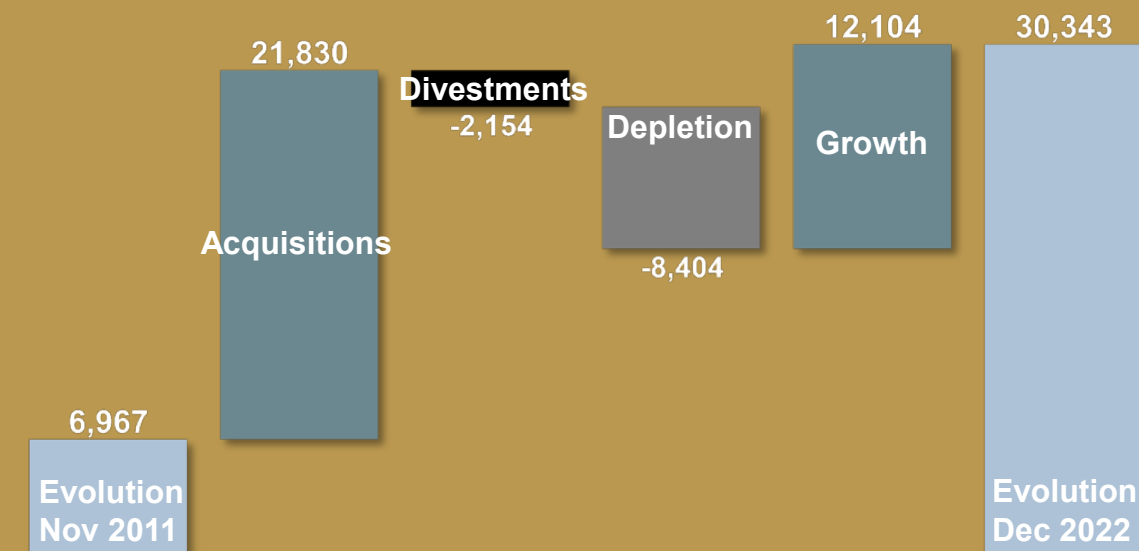 6,967
Evolution
Nov 2011
21,830
Acquisitions
Divestments
-2,154
Depletion
-8,404
12,104
Growth
30,343
Evolution
Dec 2022